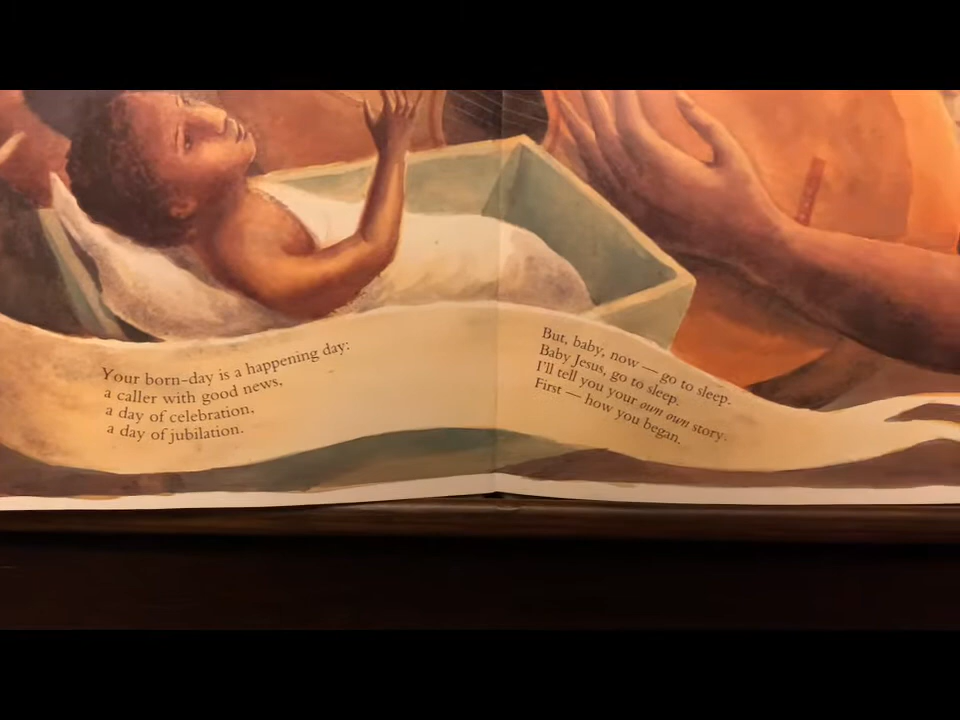 Your born-day is a happening day:
a caller with good news,
a day of celebration,
a day of jubilation.
But, baby, now — go to sleep.
Baby Jesus, go to sleep.
I'll tell you your own own story.
First — how you began.